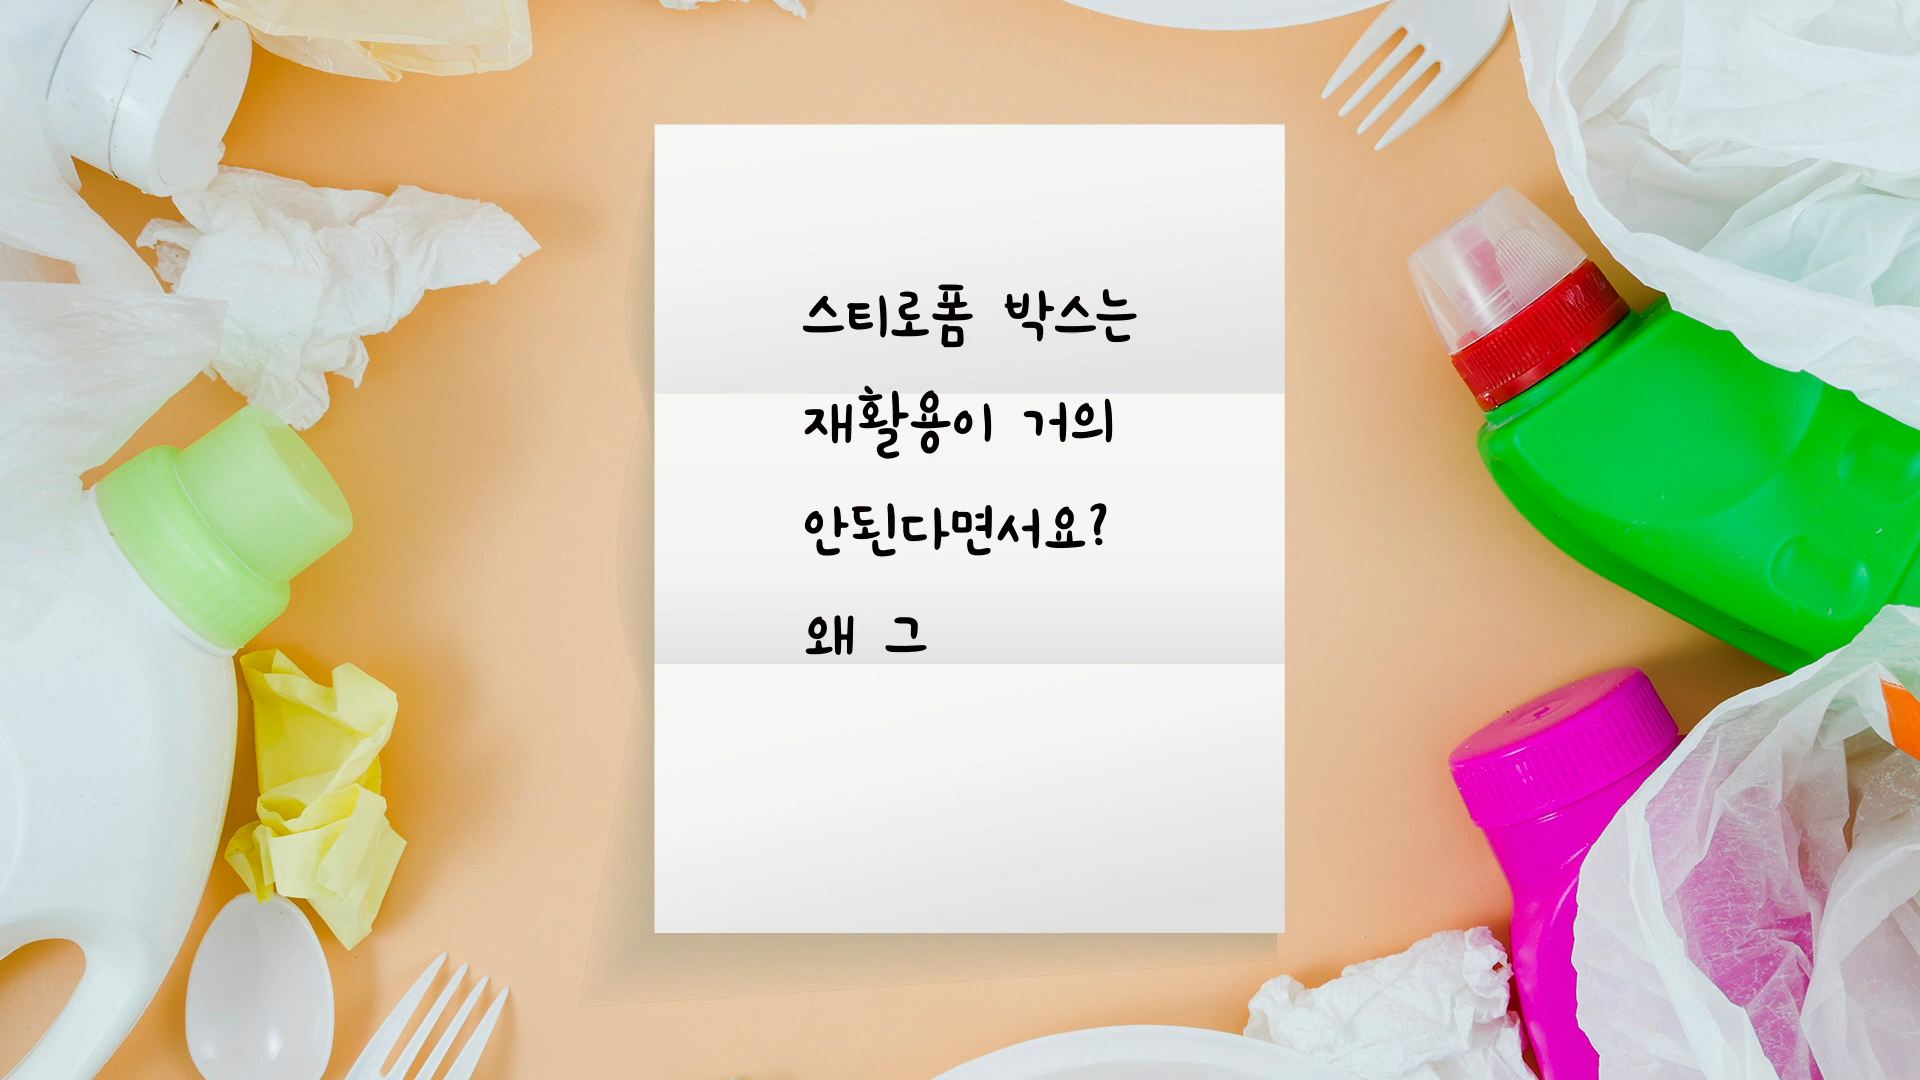 스티로폼 박스는
재활용이 거의
안된다면서요?
왜 그